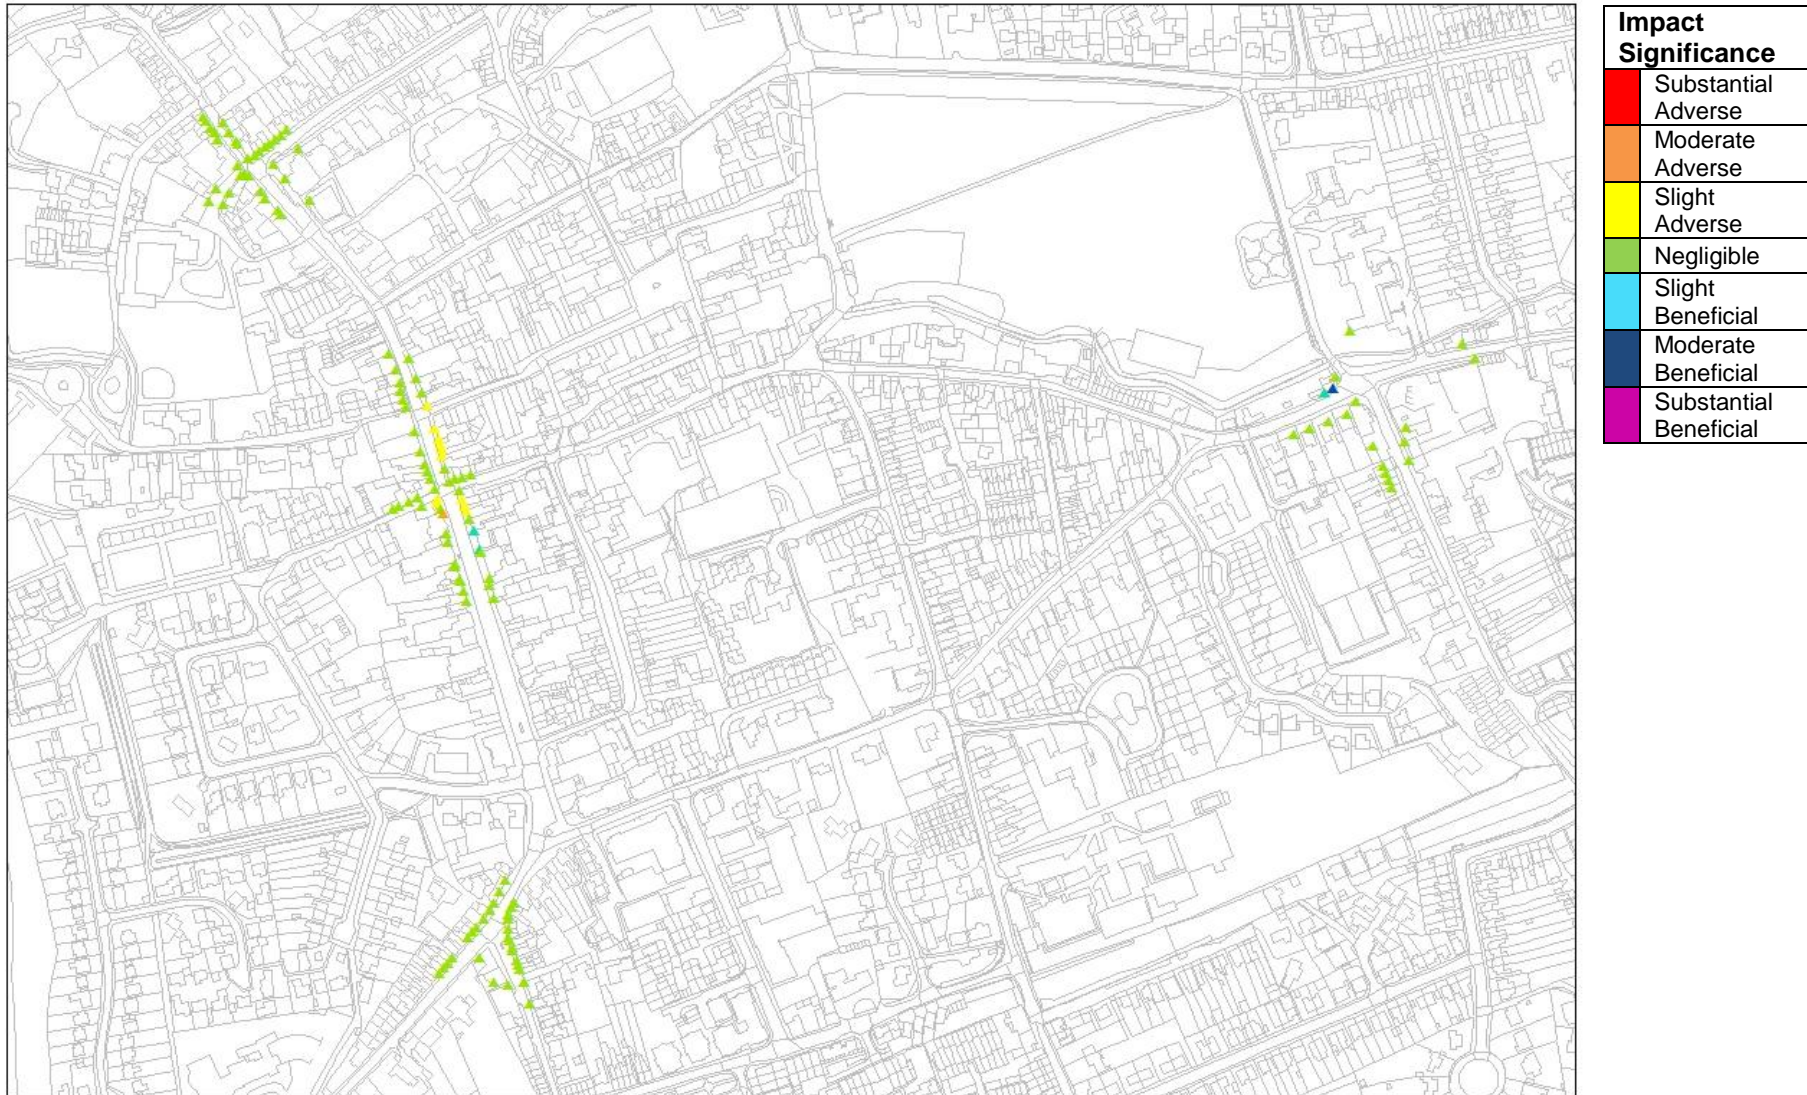 Impact
Significance
Substantial
Adverse
Moderate
Adverse
Slight
Adverse
Negligible
Slight
Beneficial
Moderate
Beneficial
Substantial
Beneficial